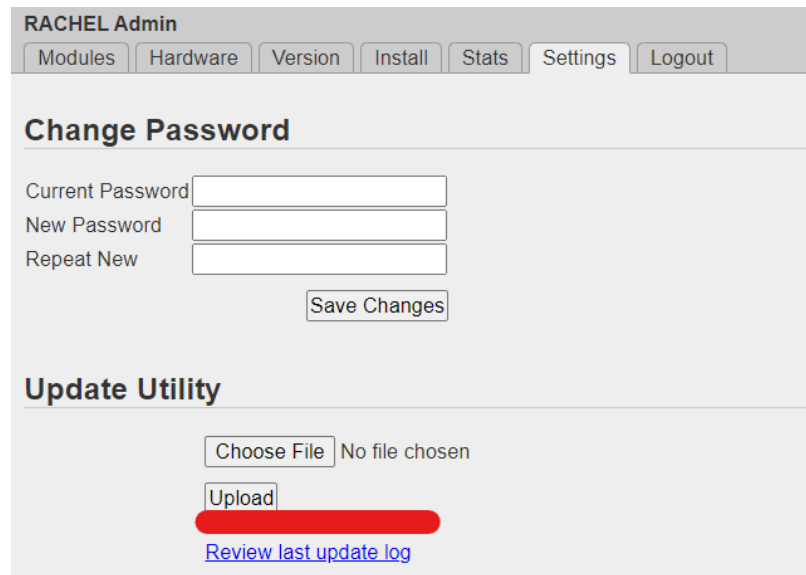 RACHEL Admin
Modules Hardware Version Install Stats Settings Logout
Change Password
Current Password
New Password
Repeat New
Save Changes
Update Utility
Choose File No file chosen
Upload
Review last update log